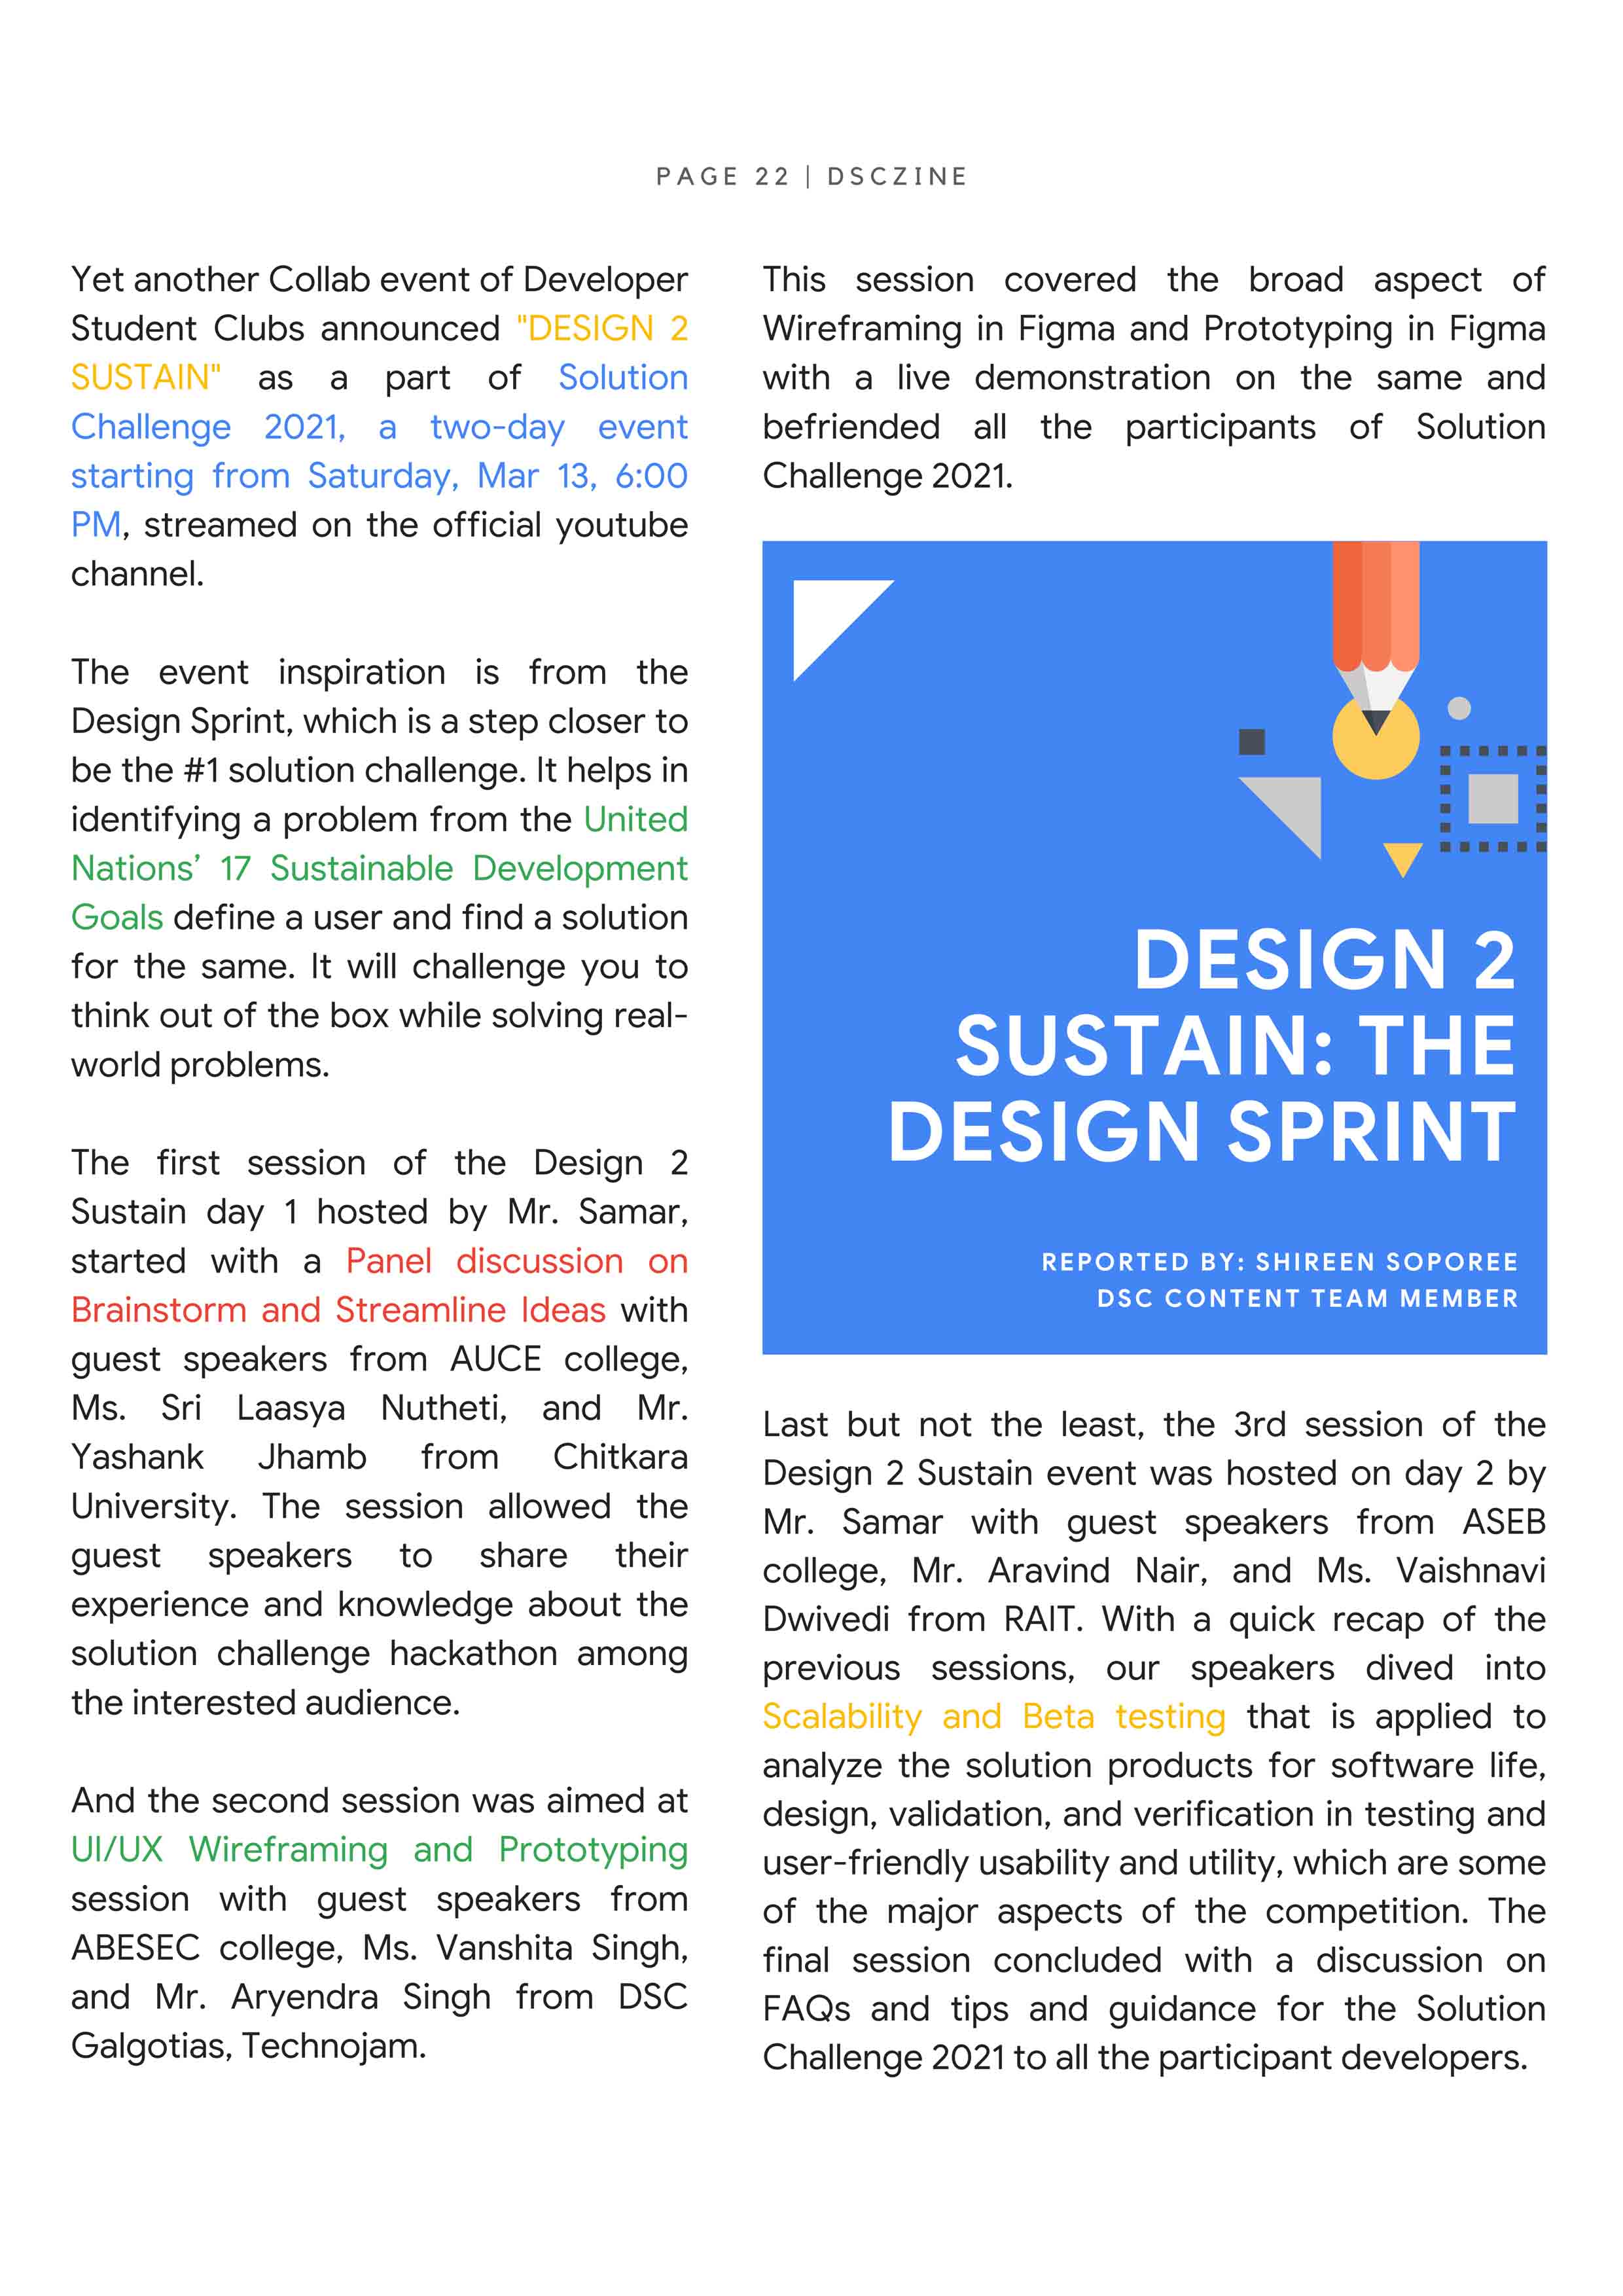 PAGE 22 | DSCZINE
Yet another Collab event of Developer
Student Clubs announced "DESIGN 2
SUSTAIN" as a part of Solution
Challenge 2021, a two-day event
starting from Saturday, Mar 13, 6:00
PM, streamed on the official youtube
channel.
The event inspiration is from the
Design Sprint, which is a step closer to
be the #1 solution challenge. It helps in
identifying a problem from the United
Nations’ 17 Sustainable Development
Goals define a user and find a solution
for the same. It will challenge you to
think out of the box while solving real-
world problems.
The first session of the Design 2
Sustain day 1 hosted by Mr. Samar,
started with a Panel discussion on
Brainstorm and Streamline Ideas with
guest speakers from AUCE college,
Ms. Sri Laasya Nutheti, and Mr.
Yashank Jhamb from Chitkara
University. The session allowed the
guest speakers to share their
experience and knowledge about the
solution challenge hackathon among
the interested audience.
And the second session was aimed at
UI/UX Wireframing and Prototyping
session with guest speakers from
ABESEC college, Ms. Vanshita Singh,
and Mr. Aryendra Singh from DSC
Galgotias, Technojam.
This session covered the broad aspect of
Wireframing in Figma and Prototyping in Figma
with a live demonstration on the same and
befriended all the participants of Solution
Challenge 2021.
DESIGN 2
SUSTAIN: THE
DESIGN SPRINT
REPORTED BY: SHIREEN SOPOREE
DSC CONTENT TEAM MEMBER
Last but not the least, the 3rd session of the
Design 2 Sustain event was hosted on day 2 by
Mr. Samar with guest speakers from ASEB
college, Mr. Aravind Nair, and Ms. Vaishnavi
Dwivedi from RAIT. With a quick recap of the
previous sessions, our speakers dived into
Scalability and Beta testing that is applied to
analyze the solution products for software life,
design, validation, and verification in testing and
user-friendly usability and utility, which are some
of the major aspects of the competition. The
final session concluded with a discussion on
FAQs and tips and guidance for the Solution
Challenge 2021 to all the participant developers.